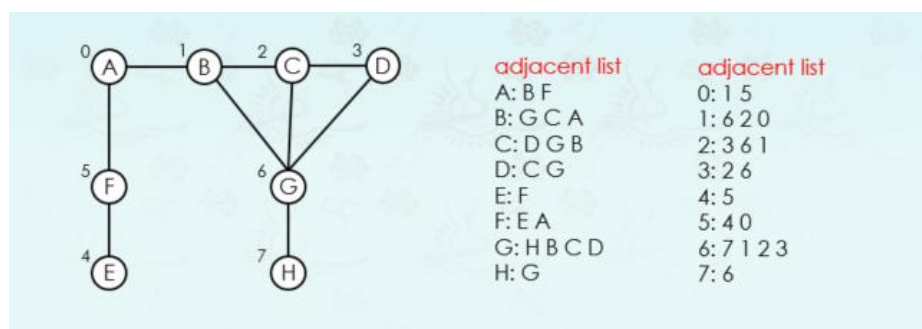 0 1 2 3
A B C D
5 6
F G
4 7
E H
adjacent list
A: B F
B: G C A
C: D G B
D: C G
E: F
F: E A
G: H B C D
H: G
adjacent list
0: 1 5
1: 6 2 0
2: 3 6 1
3: 2 6
4: 5
5: 4 0
6: 7 1 2 3
7: 6